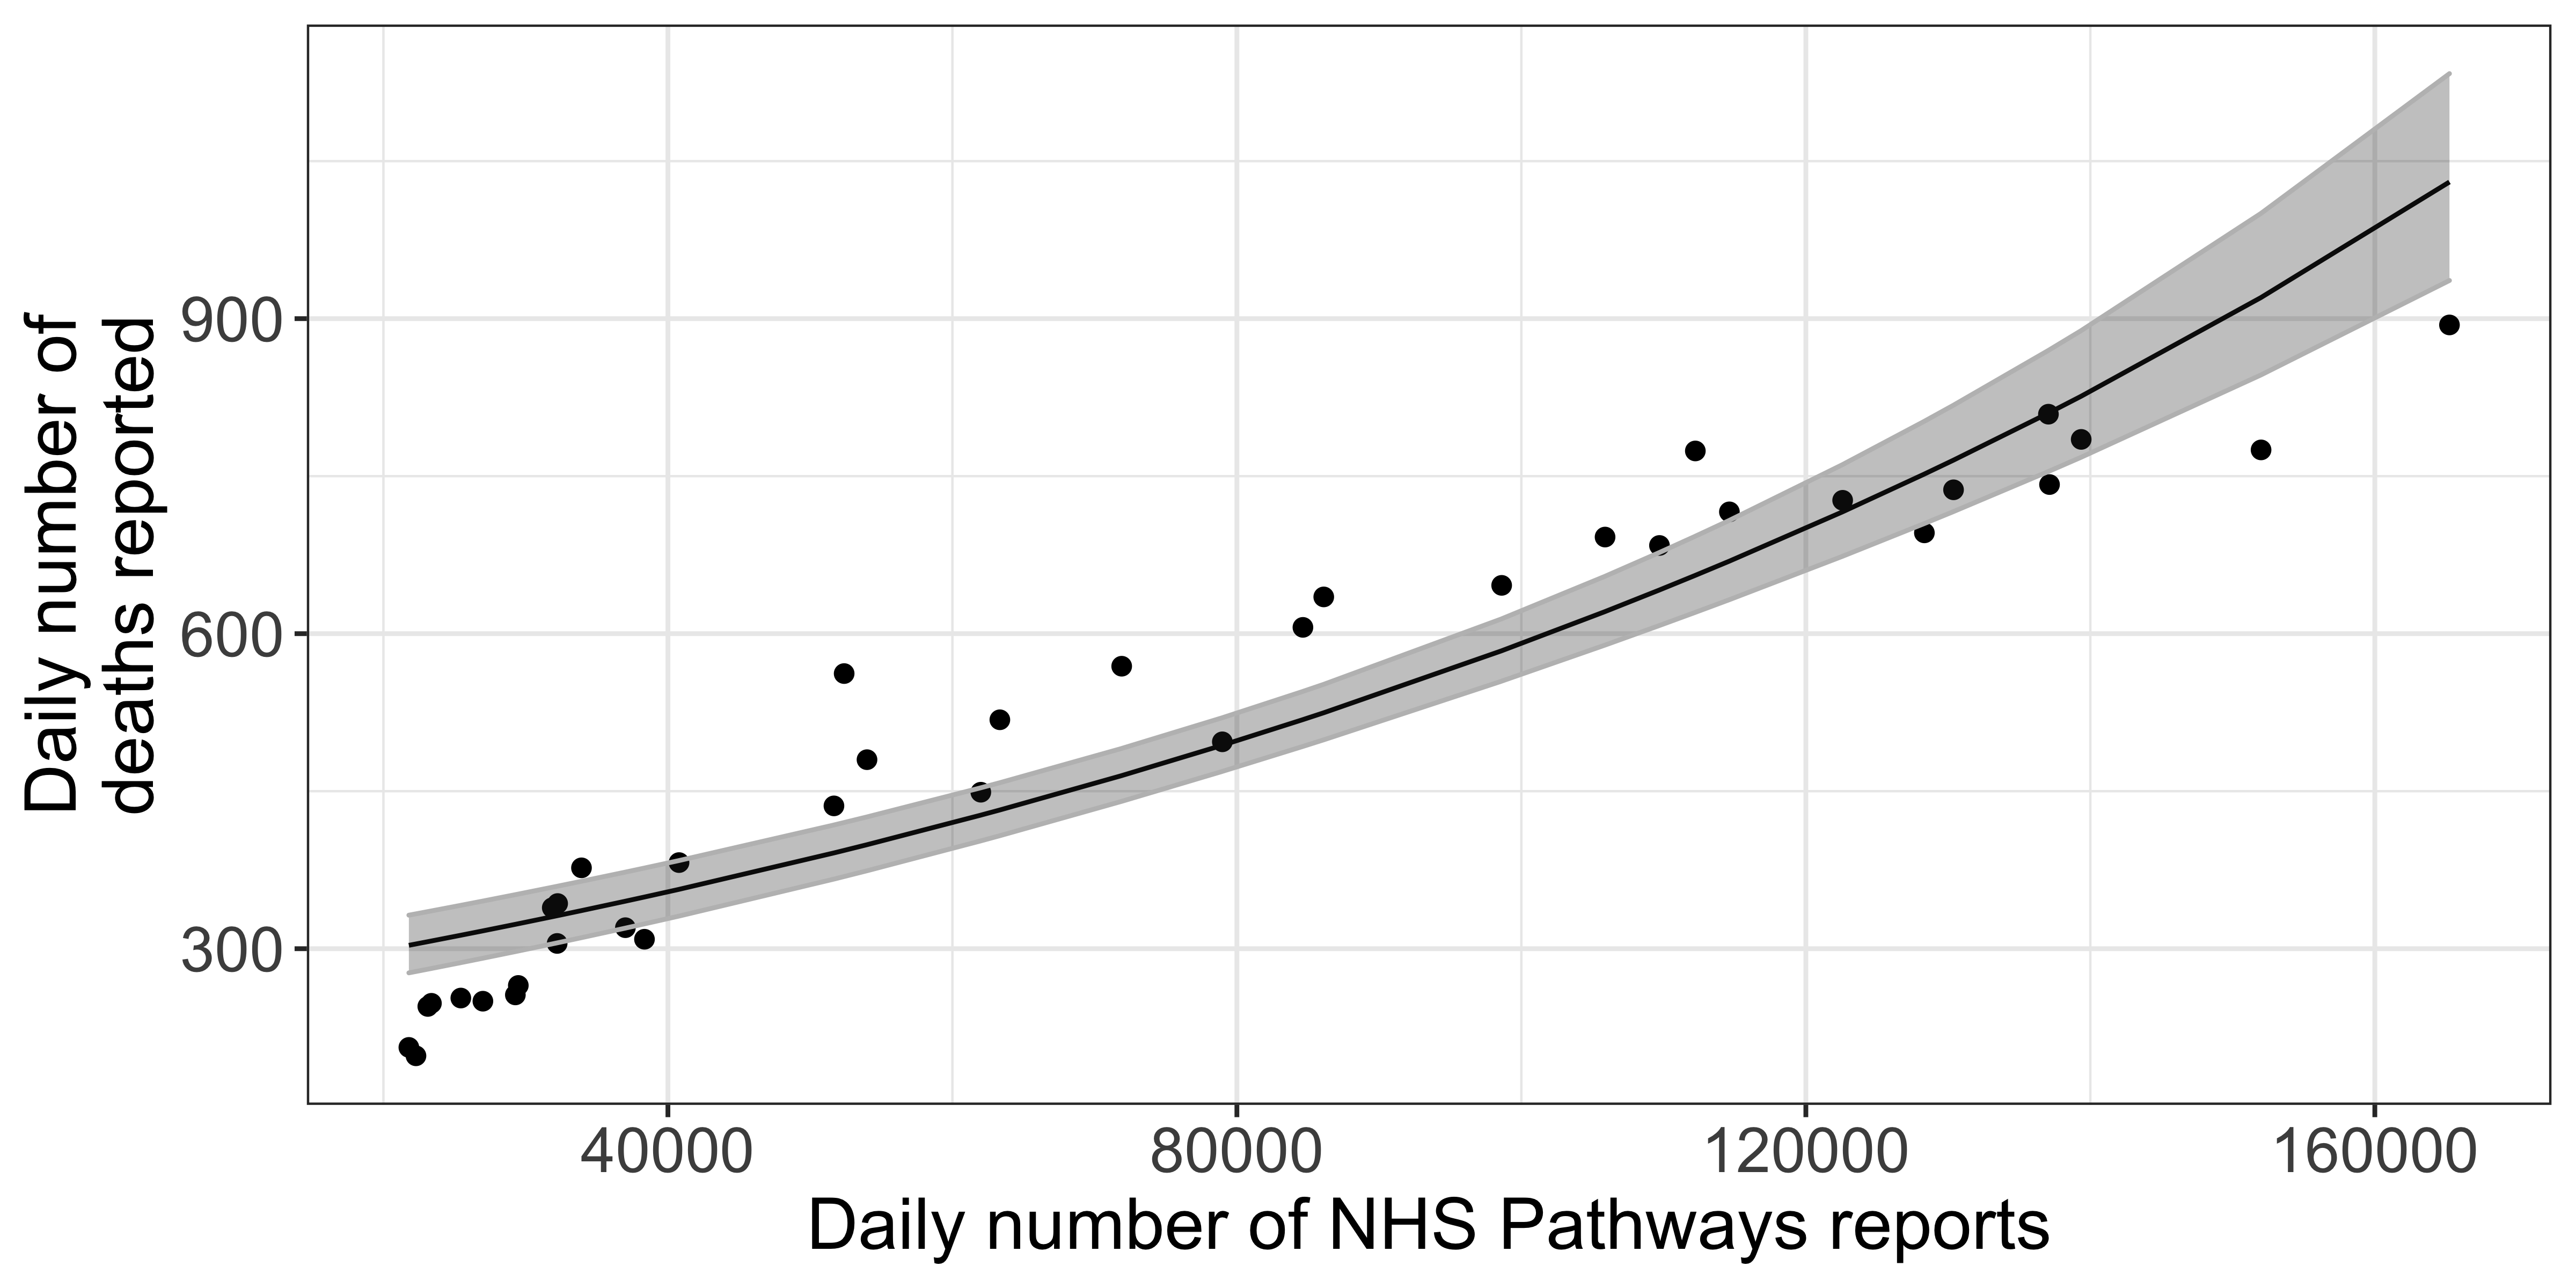 Daily number of
deaths reported
900
600
300
40000
80000
120000
160000
Daily number of NHS Pathways reports